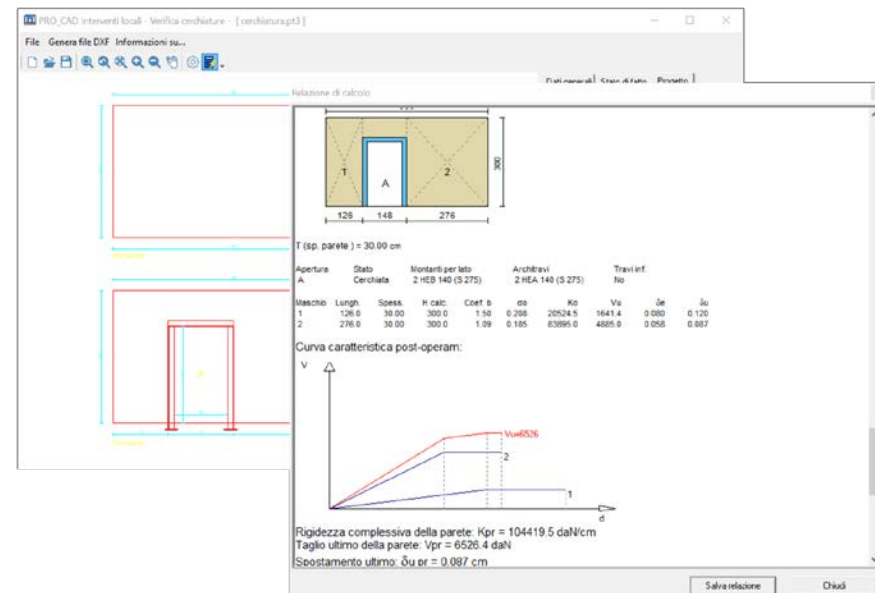 PRO_CAD Interventi locali - Verifica cerchiature - [ cerchiatura.pt3 ]
File Genera file DXF Informazioni su...
Dati generali Stato di fatto Progetto
Relazione di calcolo
1
A
2
300
126 148 276
T (sp. parete ) = 30.00 cm
Apertura Stato Montanti per lato Architravi Travi inf.
A Cerchiata 2 HEB 140 (S 275) 2 HEA 140 (S 275) No
Maschio Lungh. Spess. H calc. Coef. b σo Ko Vu δe δu
1 126.0 30.00 300.0 1.50 0.208 20524.5 1641.4 0.080 0.120
2 276.0 30.00 300.0 1.09 0.185 83895.0 4885.0 0.058 0.087
Curva caratteristica post-operam:
V
Vu=6526
2
1
d
Rigidezza complessiva della parete: Kpr = 104419.5 daN/cm
Taglio ultimo della parete: Vpr = 6526.4 daN
Spostamento ultimo: δu pr = 0.087 cm
Salva relazione Chiudi